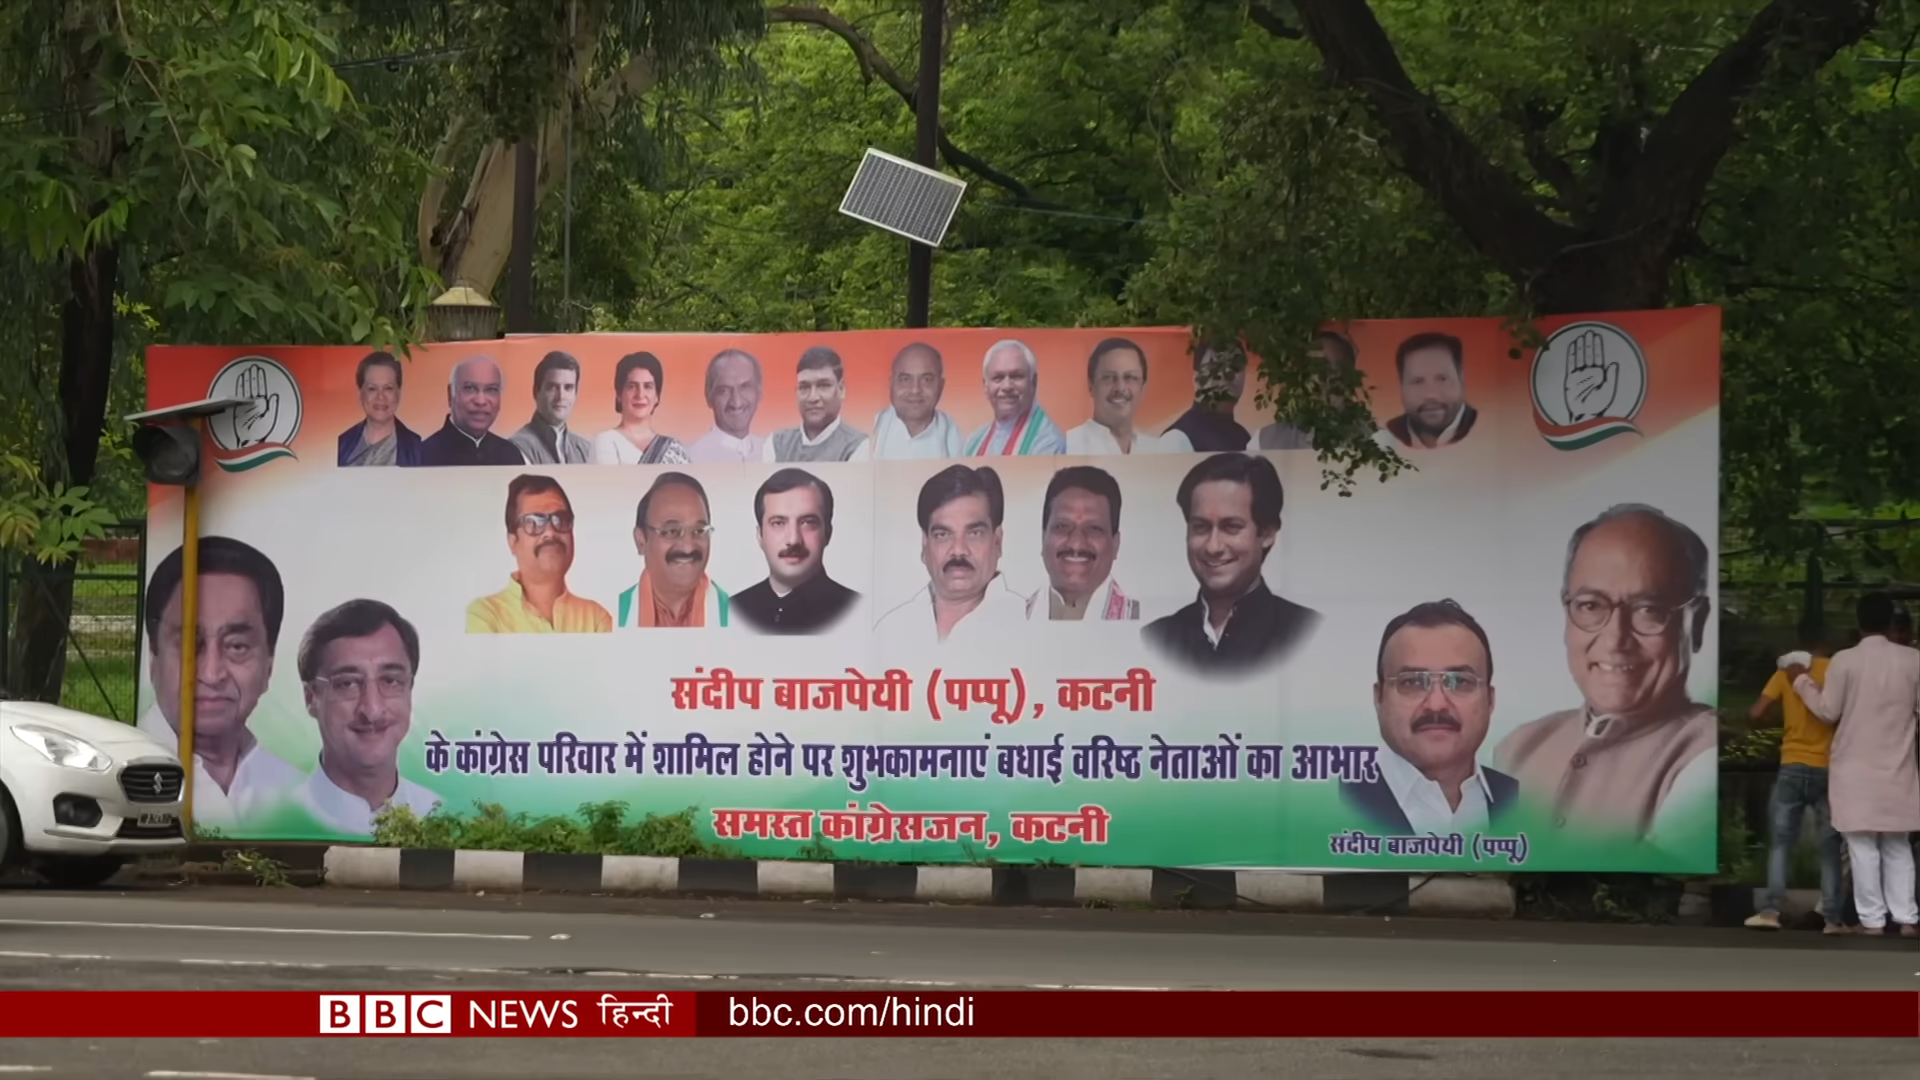 संदीप बाजपेयी (पप्पू), कटनी
के कांग्रेस परिवार में शामिल होने पर शुभकामनाएं बधाई वरिष्ठ नेताओं का आभार
समस्त कांग्रेसजन, कटनी
संदीप बाजपेयी (पप्पू)
BBC NEWS हिन्दी bbc.com/hindi